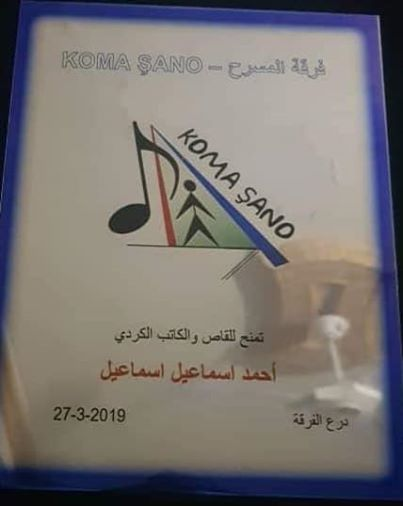 KOMA ŞANO – فرقة المسرح
KOMA ŞANO
تمنح للقاص والكاتب الكردي
أحمد اسماعيل اسماعيل
درع الفرقة
27-3-2019